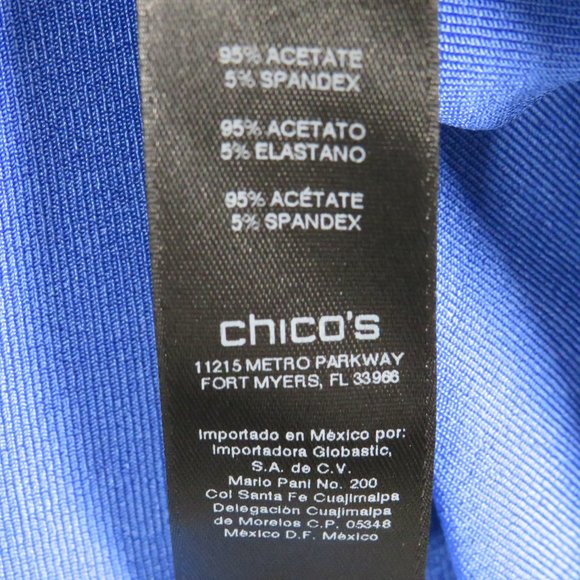 95% ACETATE
5% SPANDEX
95% ACETATO
5% ELASTANO
95% ACÉTATE
5% SPANDEX
chico's
11215 METRO PARKWAY
FORT MYERS, FL 33966
Importado en México por:
Importadora Globastic,
S.A. de C.V.
Mario Pani No. 200
Col Santa Fe Cuajimalpa
Delegación Cuajimalpa
de Morelos C.P. 05348
México D.F. México